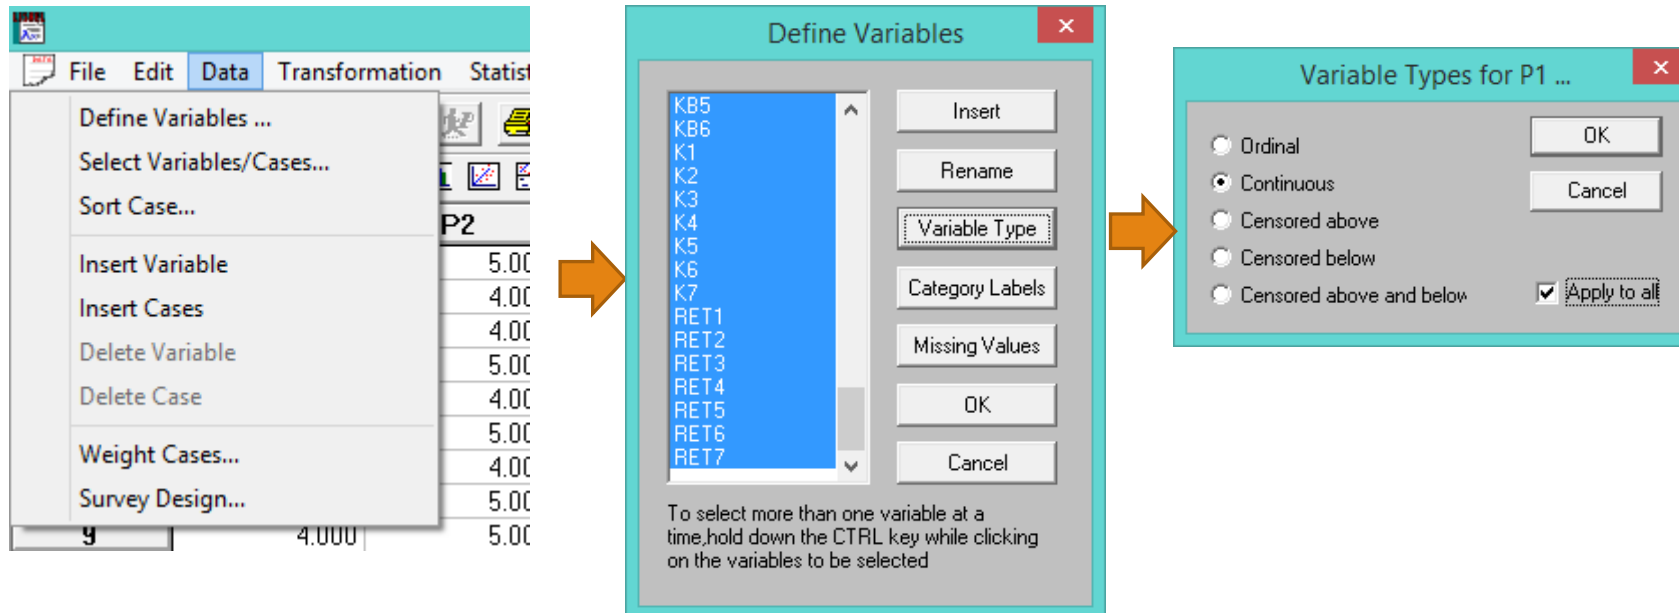 LISREL
File Edit Data Transformation Statist
Define Variables ...
Select Variables/Cases...
Sort Case...
Insert Variable
Insert Cases
Delete Variable
Delete Case
Weight Cases...
Survey Design...
P2
5.00
4.00
4.00
5.00
4.00
5.00
4.00
5.00
9 4.000 5.00
Define Variables
KB5
KB6
K1
K2
K3
K4
K5
K6
K7
RET1
RET2
RET3
RET4
RET5
RET6
RET7
Insert
Rename
Variable Type
Category Labels
Missing Values
OK
Cancel
To select more than one variable at a
time,hold down the CTRL key while clicking
on the variables to be selected
Variable Types for P1 ...
Ordinal
Continuous
Censored above
Censored below
Censored above and below
OK
Cancel
Apply to all